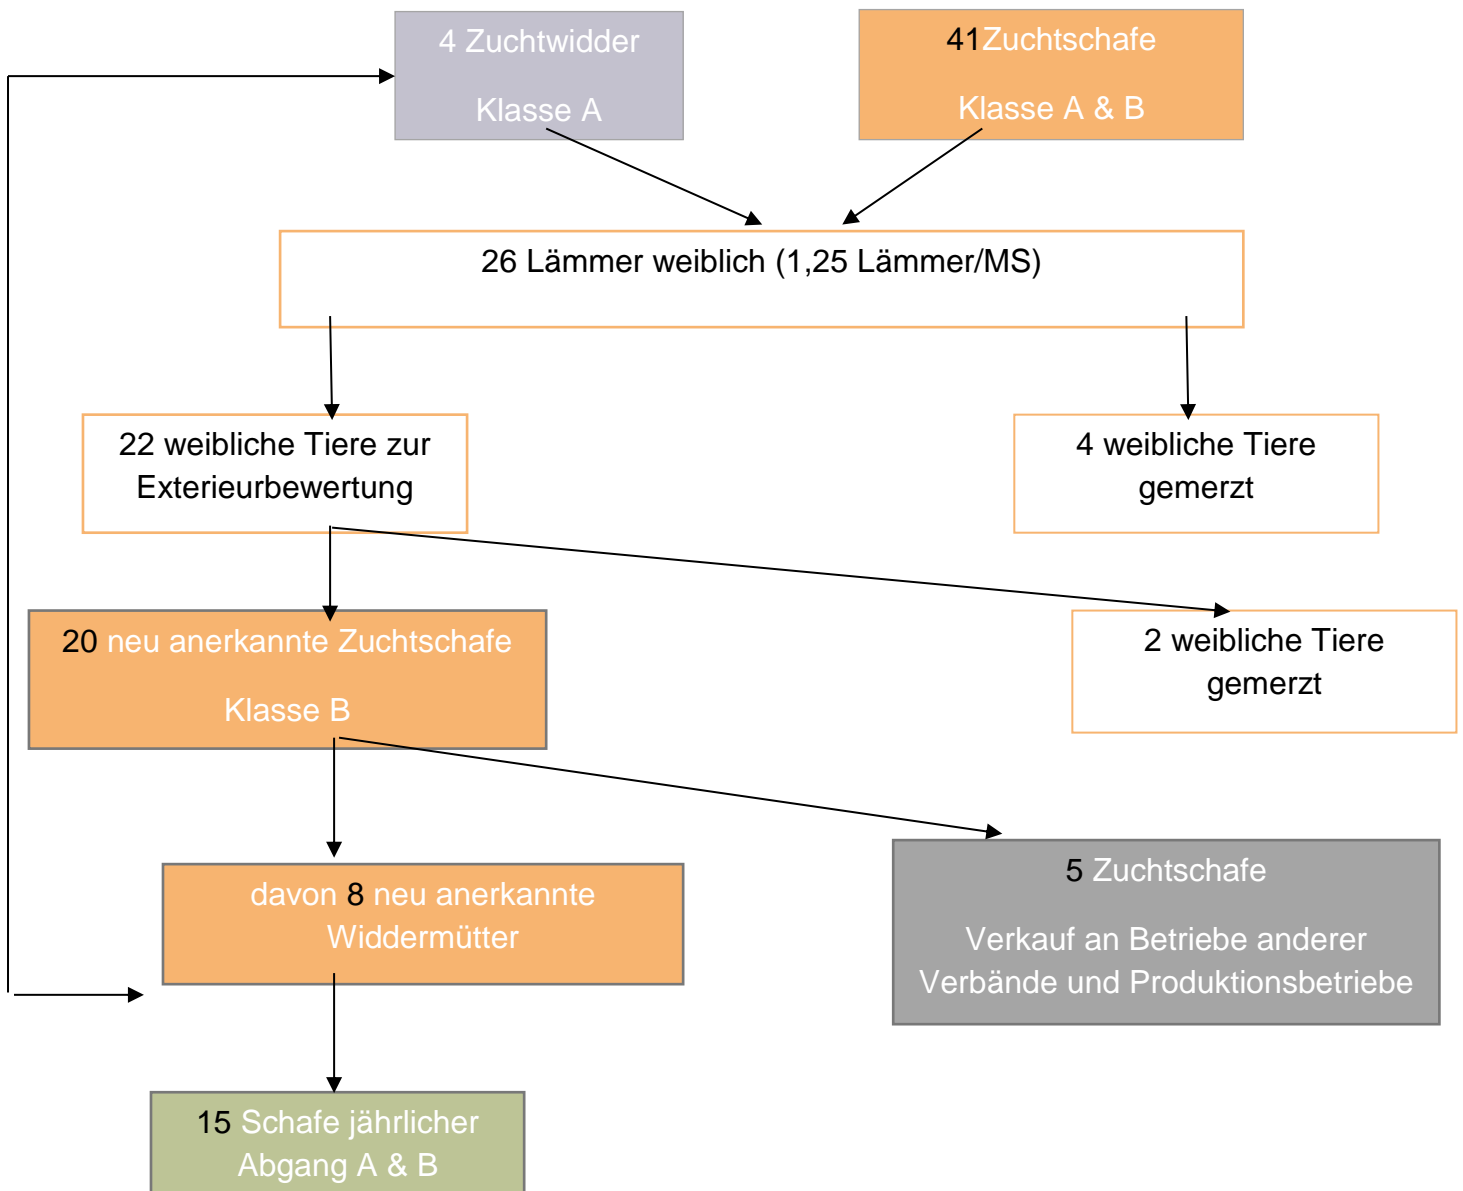 4 Zuchtwidder
Klasse A
41Zuchtschafe
Klasse A & B
26 Lämmer weiblich (1,25 Lämmer/MS)
22 weibliche Tiere zur
Exterieurbewertung
4 weibliche Tiere
gemerzt
20 neu anerkannte Zuchtschafe
Klasse B
2 weibliche Tiere
gemerzt
davon 8 neu anerkannte
Widdermütter
5 Zuchtschafe
Verkauf an Betriebe anderer
Verbände und Produktionsbetriebe
15 Schafe jährlicher
Abgang A & B